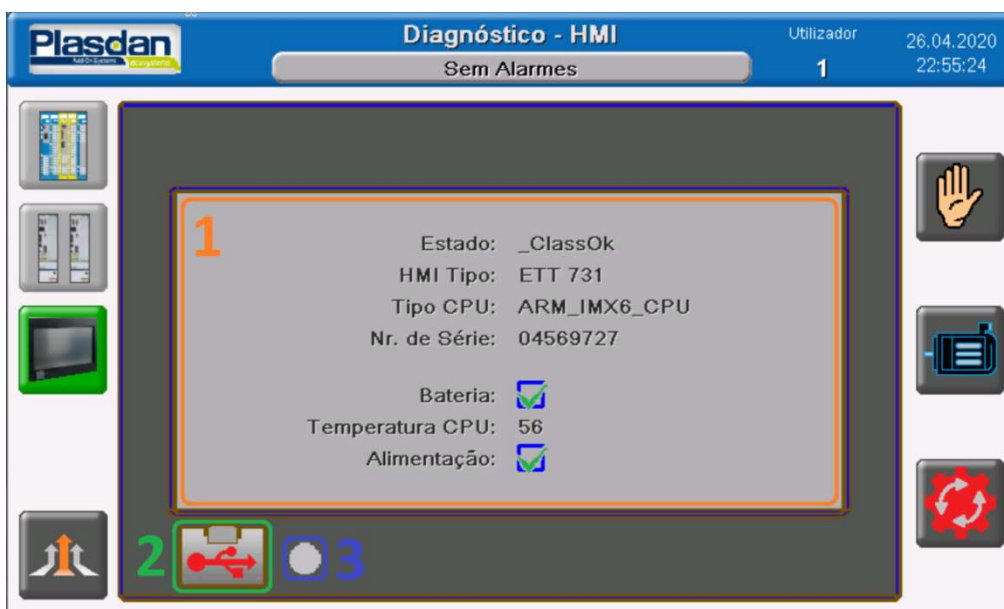 Plasdan
Diagnóstico - HMI
Sem Alarmes
Utilizador
1
26.04.2020
22:55:24
1
Estado: _ClassOk
HMI Tipo: ETT 731
Tipo CPU: ARM_IMX6_CPU
Nr. de Série: 04569727
Bateria:
Temperatura CPU: 56
Alimentação:
2
3